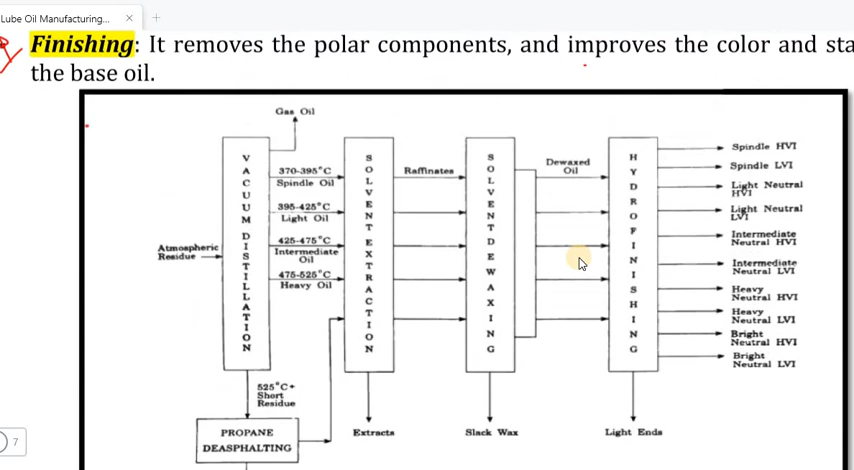 Lube Oil Manufacturing...
Finishing: It removes the polar components, and improves the color and sta
the base oil.
Gas Oil
VACUUM DISTILLATION
SOLVENT EXTRACTION
SOLVENT DEWAXING
HYDROFINISHING
Atmospheric
Residue
370-395°C
Spindle Oil
395-425°C
Light Oil
425-475°C
Intermediate
Oil
475-525°C
Heavy Oil
Raffinates
Dewaxed
Oil
Spindle HVI
Spindle LVI
Light Neutral
HVI
Light Neutral
LVI
Intermediate
Neutral HVI
Intermediate
Neutral LVI
Heavy
Neutral HVI
Heavy
Neutral LVI
Bright
Neutral HVI
Bright
Neutral LVI
525°C+
Short
Residue
PROPANE
DEASPHALTING
Extracts
Slack Wax
Light Ends
7